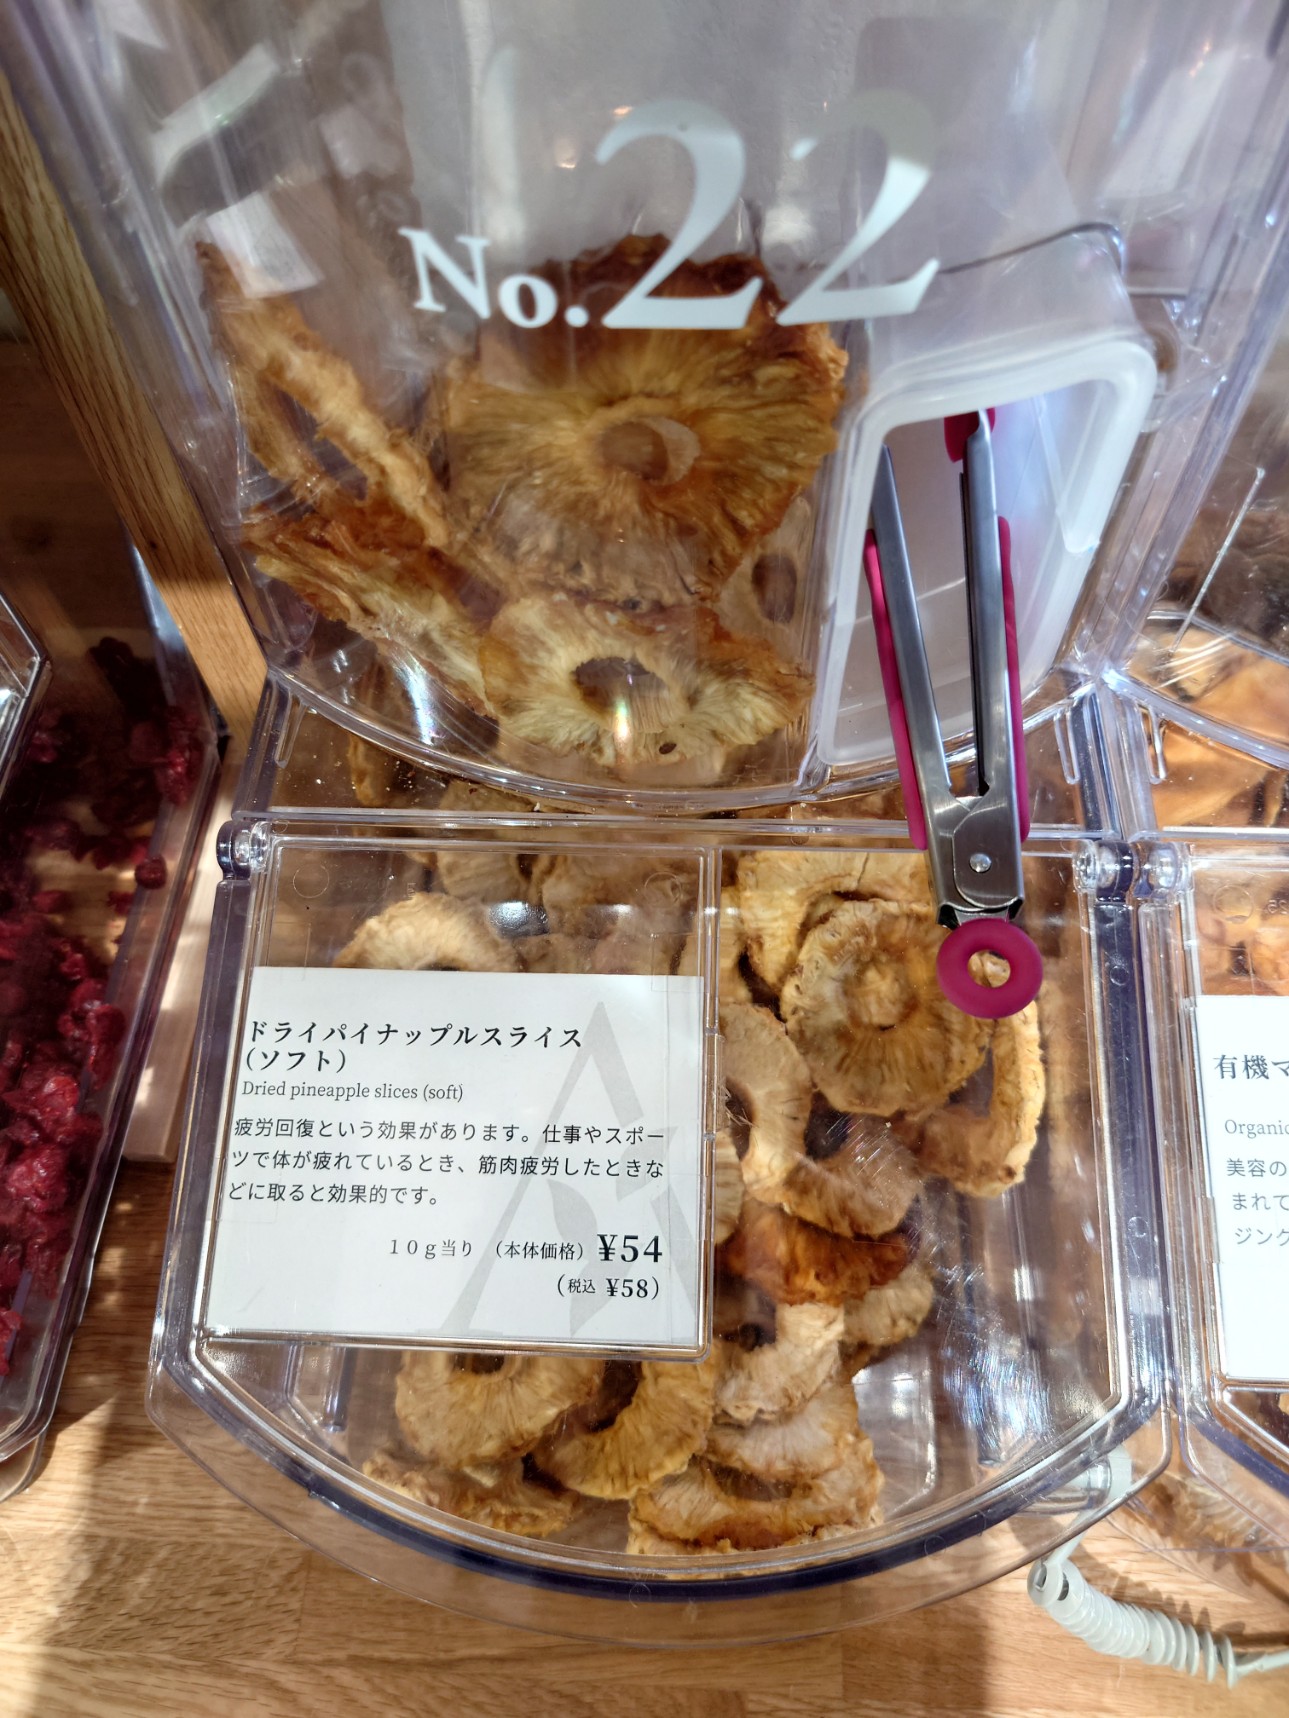 No.22
ドライパイナップルスライス
（ソフト）
Dried pineapple slices (soft)
疲労回復という効果があります。仕事やスポー
ツで体が疲れているとき、筋肉疲労したときな
どに取ると効果的です。
１０ｇ当り （本体価格）¥54
（税込 ¥58）
有機マ
Organic
美容の
まれて
ジング